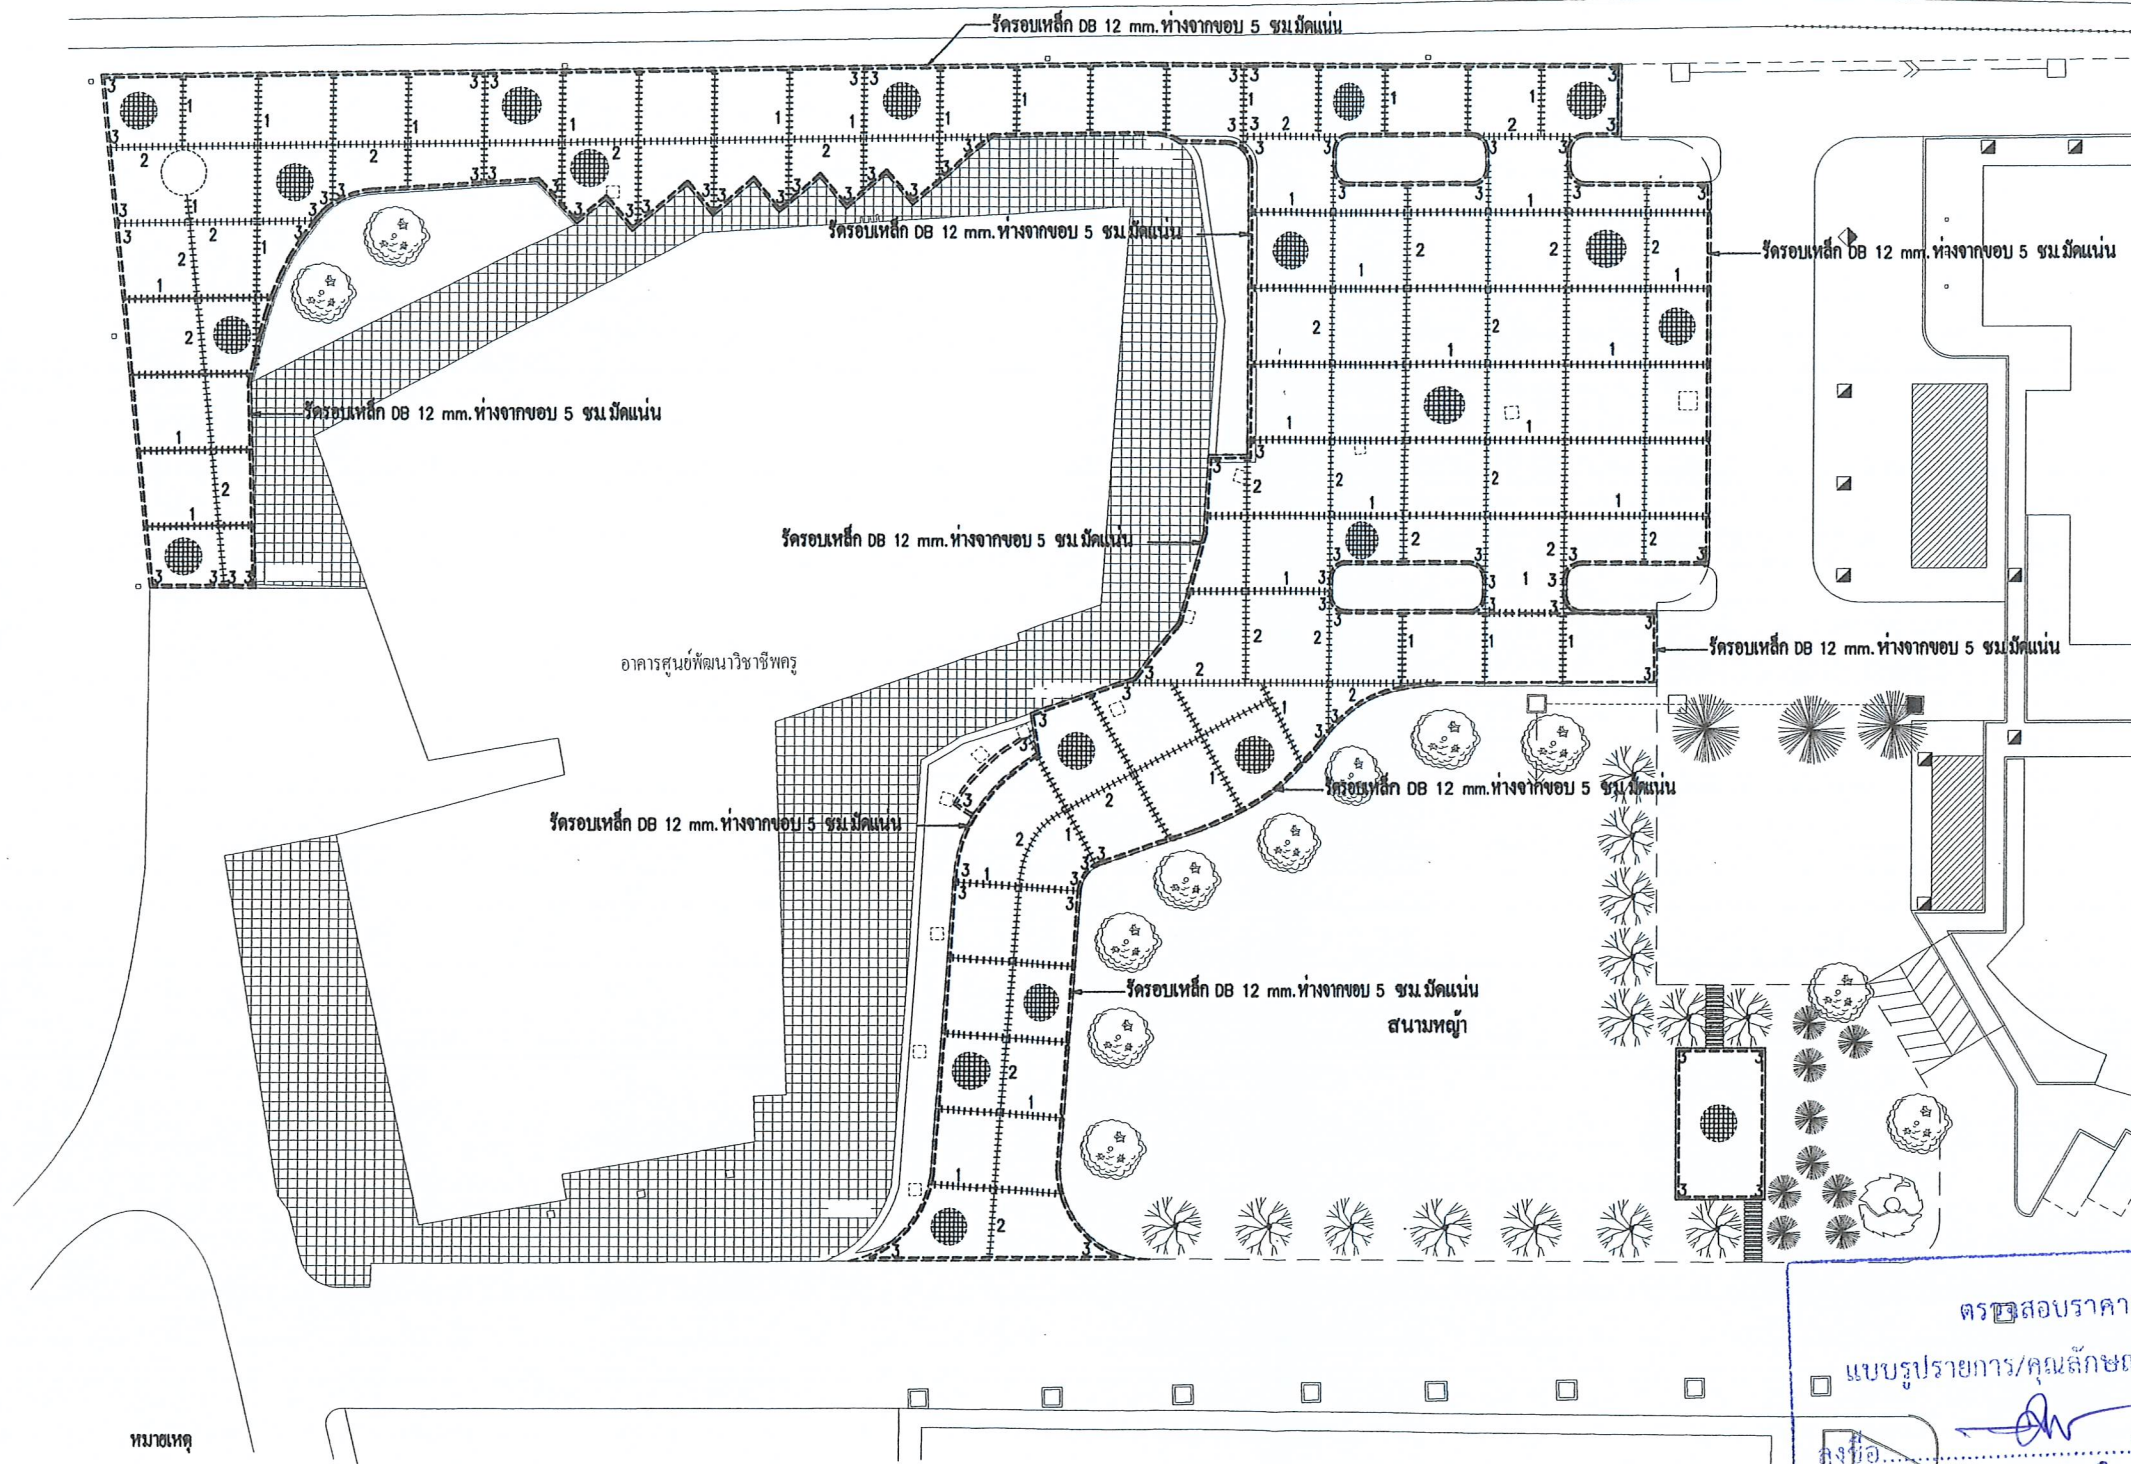 รัดรอบเหล็ก DB 12 mm.ห่างจากขอบ 5 ซม.มัดแน่น
รัดรอบเหล็ก DB 12 mm.ห่างจากขอบ 5 ซม.มัดแน่น
รัดรอบเหล็ก DB 12 mm.ห่างจากขอบ 5 ซม.มัดแน่น
รัดรอบเหล็ก DB 12 mm.ห่างจากขอบ 5 ซม.มัดแน่น
รัดรอบเหล็ก DB 12 mm.ห่างจากขอบ 5 ซม.มัดแน่น
อาคารศูนย์พัฒนาวิชาชีพครู
รัดรอบเหล็ก DB 12 mm.ห่างจากขอบ 5 ซม.มัดแน่น
รัดรอบเหล็ก DB 12 mm.ห่างจากขอบ 5 ซม.มัดแน่น
รัดรอบเหล็ก DB 12 mm.ห่างจากขอบ 5 ซม.มัดแน่น
รัดรอบเหล็ก DB 12 mm.ห่างจากขอบ 5 ซม.มัดแน่น
สนามหญ้า
ตรวจสอบราคา
แบบรูปรายการ/คุณลักษณ
ลงชื่อ
หมายเหตุ